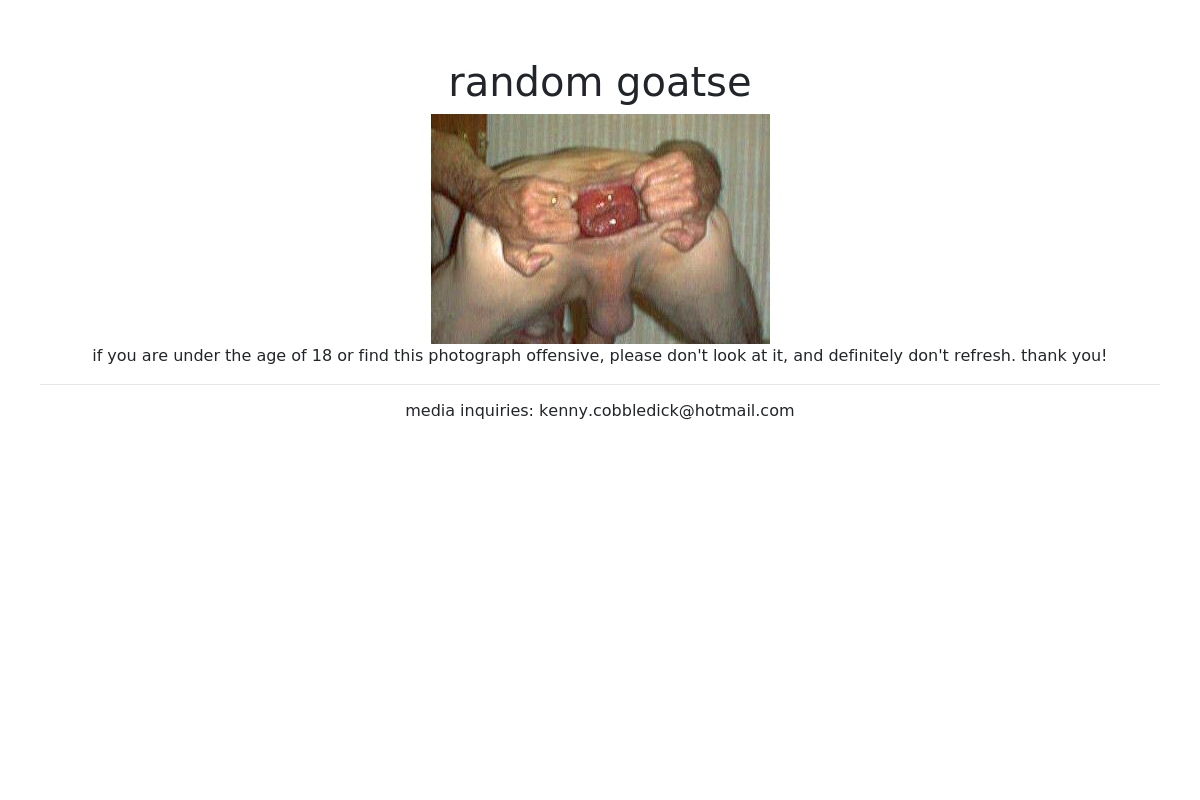 random goatse
if you are under the age of 18 or find this photograph offensive, please don't look at it, and definitely don't refresh. thank you!
media inquiries: kenny.cobbledick@hotmail.com